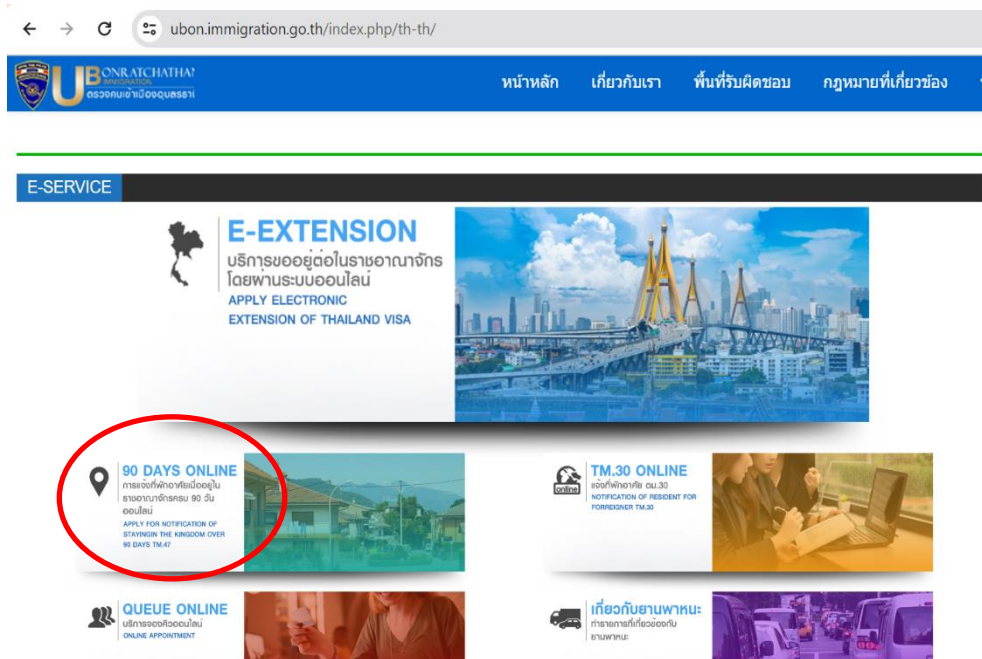 ubon.immigration.go.th/index.php/th-th/
UBONRATCHATHANI
IMMIGRATION
ตรวจคนเข้าเมืองอุบลราชธานี
หน้าหลัก เกี่ยวกับเรา พื้นที่รับผิดชอบ กฎหมายที่เกี่ยวข้อง
E-SERVICE
E-EXTENSION
บริการขออยู่ต่อในราชอาณาจักร
โดยผ่านระบบออนไลน์
APPLY ELECTRONIC
EXTENSION OF THAILAND VISA
90 DAYS ONLINE
การแจ้งที่พักอาศัยเมื่ออยู่ใน
ราชอาณาจักรครบ 90 วัน
ออนไลน์
APPLY FOR NOTIFICATION OF
STAYINGIN THE KINGDOM OVER
90 DAYS TM.47
online
TM.30 ONLINE
แจ้งที่พักอาศัย ตม.30
NOTIFICATION OF RESIDENT FOR
FORREIGNER TM.30
QUEUE ONLINE
บริการจองคิวออนไลน์
ONLINE APPOINTMENT
เกี่ยวกับยานพาหนะ
ทำรายการที่เกี่ยวข้องกับ
ยานพาหนะ